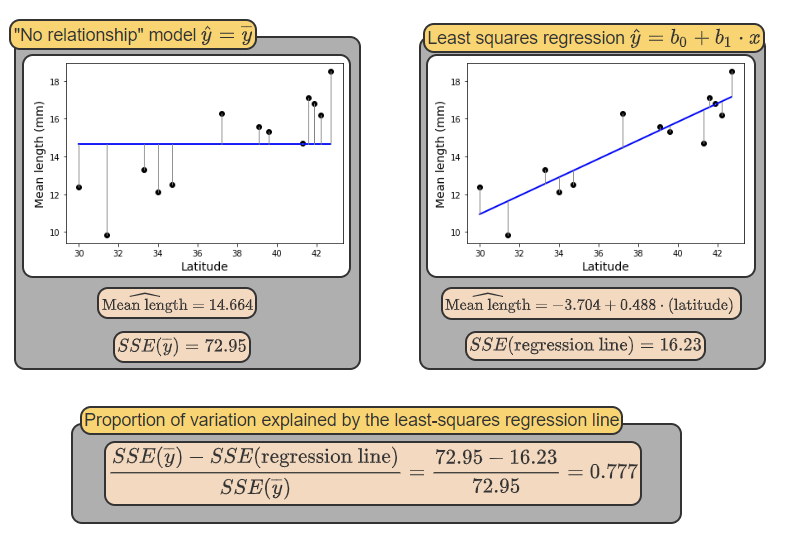 "No relationship" model ŷ = y̅
Least squares regression ŷ = b₀ + b₁ · x
18
16
14
12
10
30 32 34 36 38 40 42
Mean length (mm)
Latitude
18
16
14
12
10
30 32 34 36 38 40 42
Mean length (mm)
Latitude
\widehat{Mean length} = 14.664
SSE(y̅) = 72.95
\widehat{Mean length} = −3.704 + 0.488 · (latitude)
SSE(regression line) = 16.23
Proportion of variation explained by the least-squares regression line
\frac{SSE(y̅) − SSE(regression line)}{SSE(y̅)} = \frac{72.95 − 16.23}{72.95} = 0.777